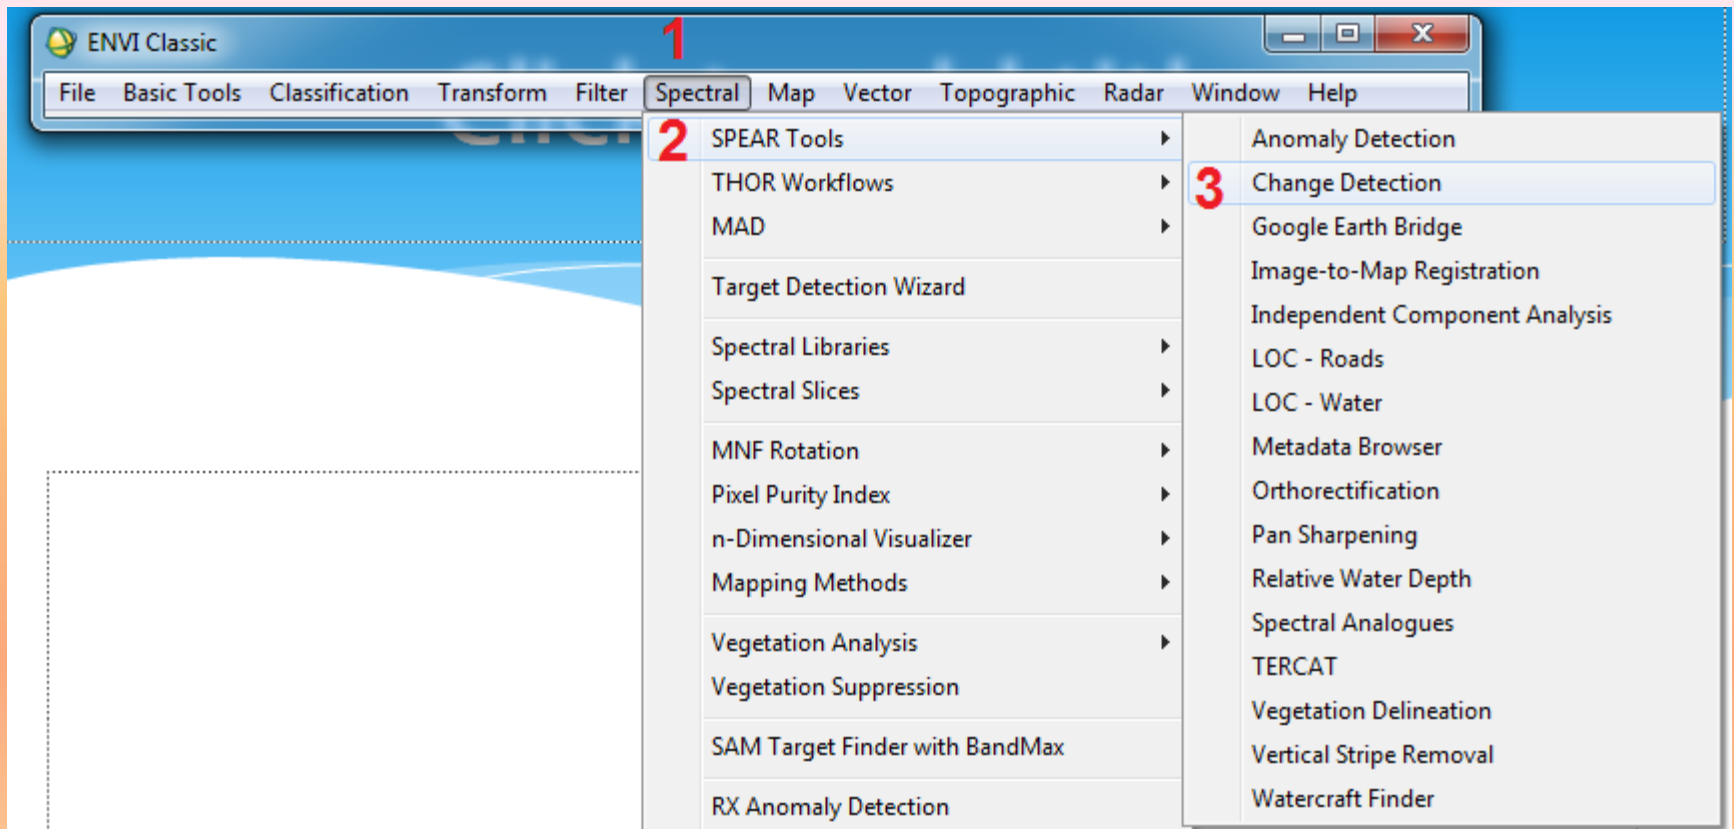 ENVI Classic
1
File Basic Tools Classification Transform Filter Spectral Map Vector Topographic Radar Window Help
2 SPEAR Tools
THOR Workflows
MAD
Target Detection Wizard
Spectral Libraries
Spectral Slices
MNF Rotation
Pixel Purity Index
n-Dimensional Visualizer
Mapping Methods
Vegetation Analysis
Vegetation Suppression
SAM Target Finder with BandMax
RX Anomaly Detection
Anomaly Detection
3 Change Detection
Google Earth Bridge
Image-to-Map Registration
Independent Component Analysis
LOC - Roads
LOC - Water
Metadata Browser
Orthorectification
Pan Sharpening
Relative Water Depth
Spectral Analogues
TERCAT
Vegetation Delineation
Vertical Stripe Removal
Watercraft Finder